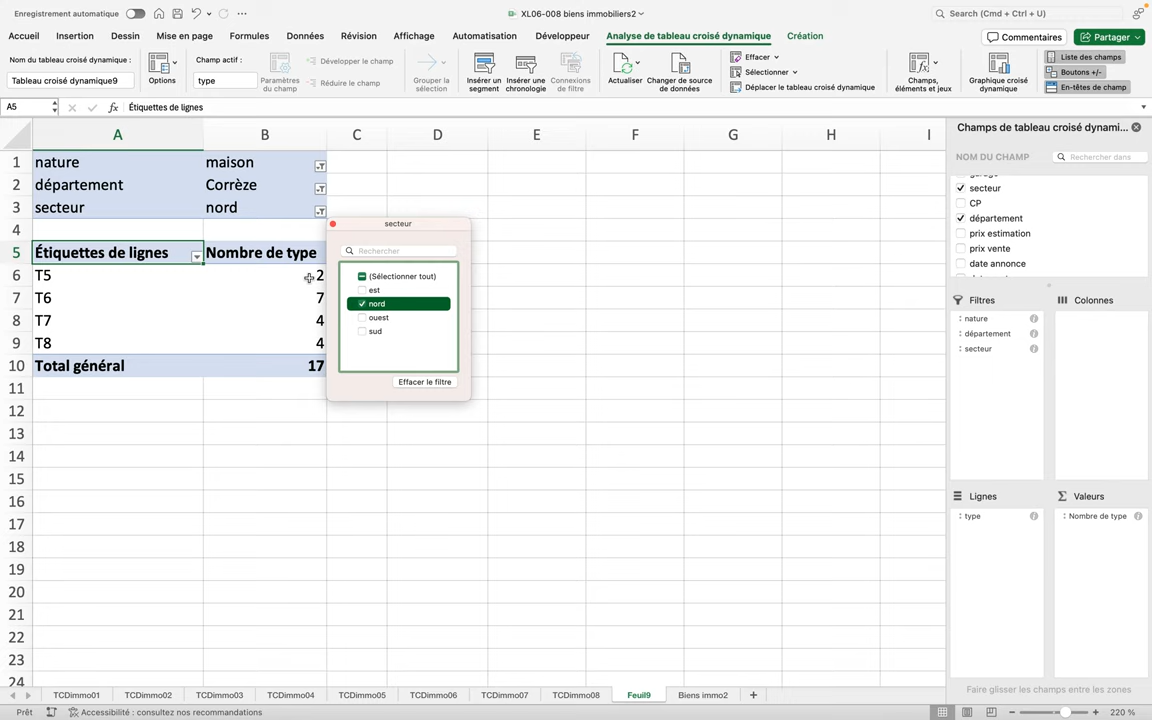 Enregistrement automatique
XL06-008 biens immobiliers2
Search (Cmd + Ctrl + U)
Accueil Insertion Dessin Mise en page Formules Données Révision Affichage Automatisation Développeur Analyse de tableau croisé dynamique Création
Commentaires Partager
Nom du tableau croisé dynamique :
Tableau croisé dynamique9
Options
Champ actif :
type
Paramètres du champ
Développer le champ
Réduire le champ
Grouper la sélection
Insérer un segment
Insérer une chronologie
Connexions de filtre
Actualiser
Changer de source de données
Effacer
Sélectionner
Déplacer le tableau croisé dynamique
Champs, éléments et jeux
Graphique croisé dynamique
Liste des champs
Boutons +/-
En-têtes de champ
A5 fx Étiquettes de lignes
A B C D E F G H I
1 nature maison
2 département Corrèze
3 secteur nord
4
5 Étiquettes de lignes Nombre de type
6 T5 2
7 T6 7
8 T7 4
9 T8 4
10 Total général 17
11
12
13
14
15
16
17
18
19
20
21
22
23
24
secteur
Rechercher
(Sélectionner tout)
est
nord
ouest
sud
Effacer le filtre
Champs de tableau croisé dynami...
NOM DU CHAMP
Rechercher dans
secteur
CP
département
prix estimation
prix vente
date annonce
Filtres
nature
département
secteur
Colonnes
Lignes
type
Valeurs
Nombre de type
Faire glisser les champs entre les zones
TCDimmo01 TCDimmo02 TCDimmo03 TCDimmo04 TCDimmo05 TCDimmo06 TCDimmo07 TCDimmo08 Feuil9 Biens immo2 +
Prêt Accessibilité : consultez nos recommandations
220 %